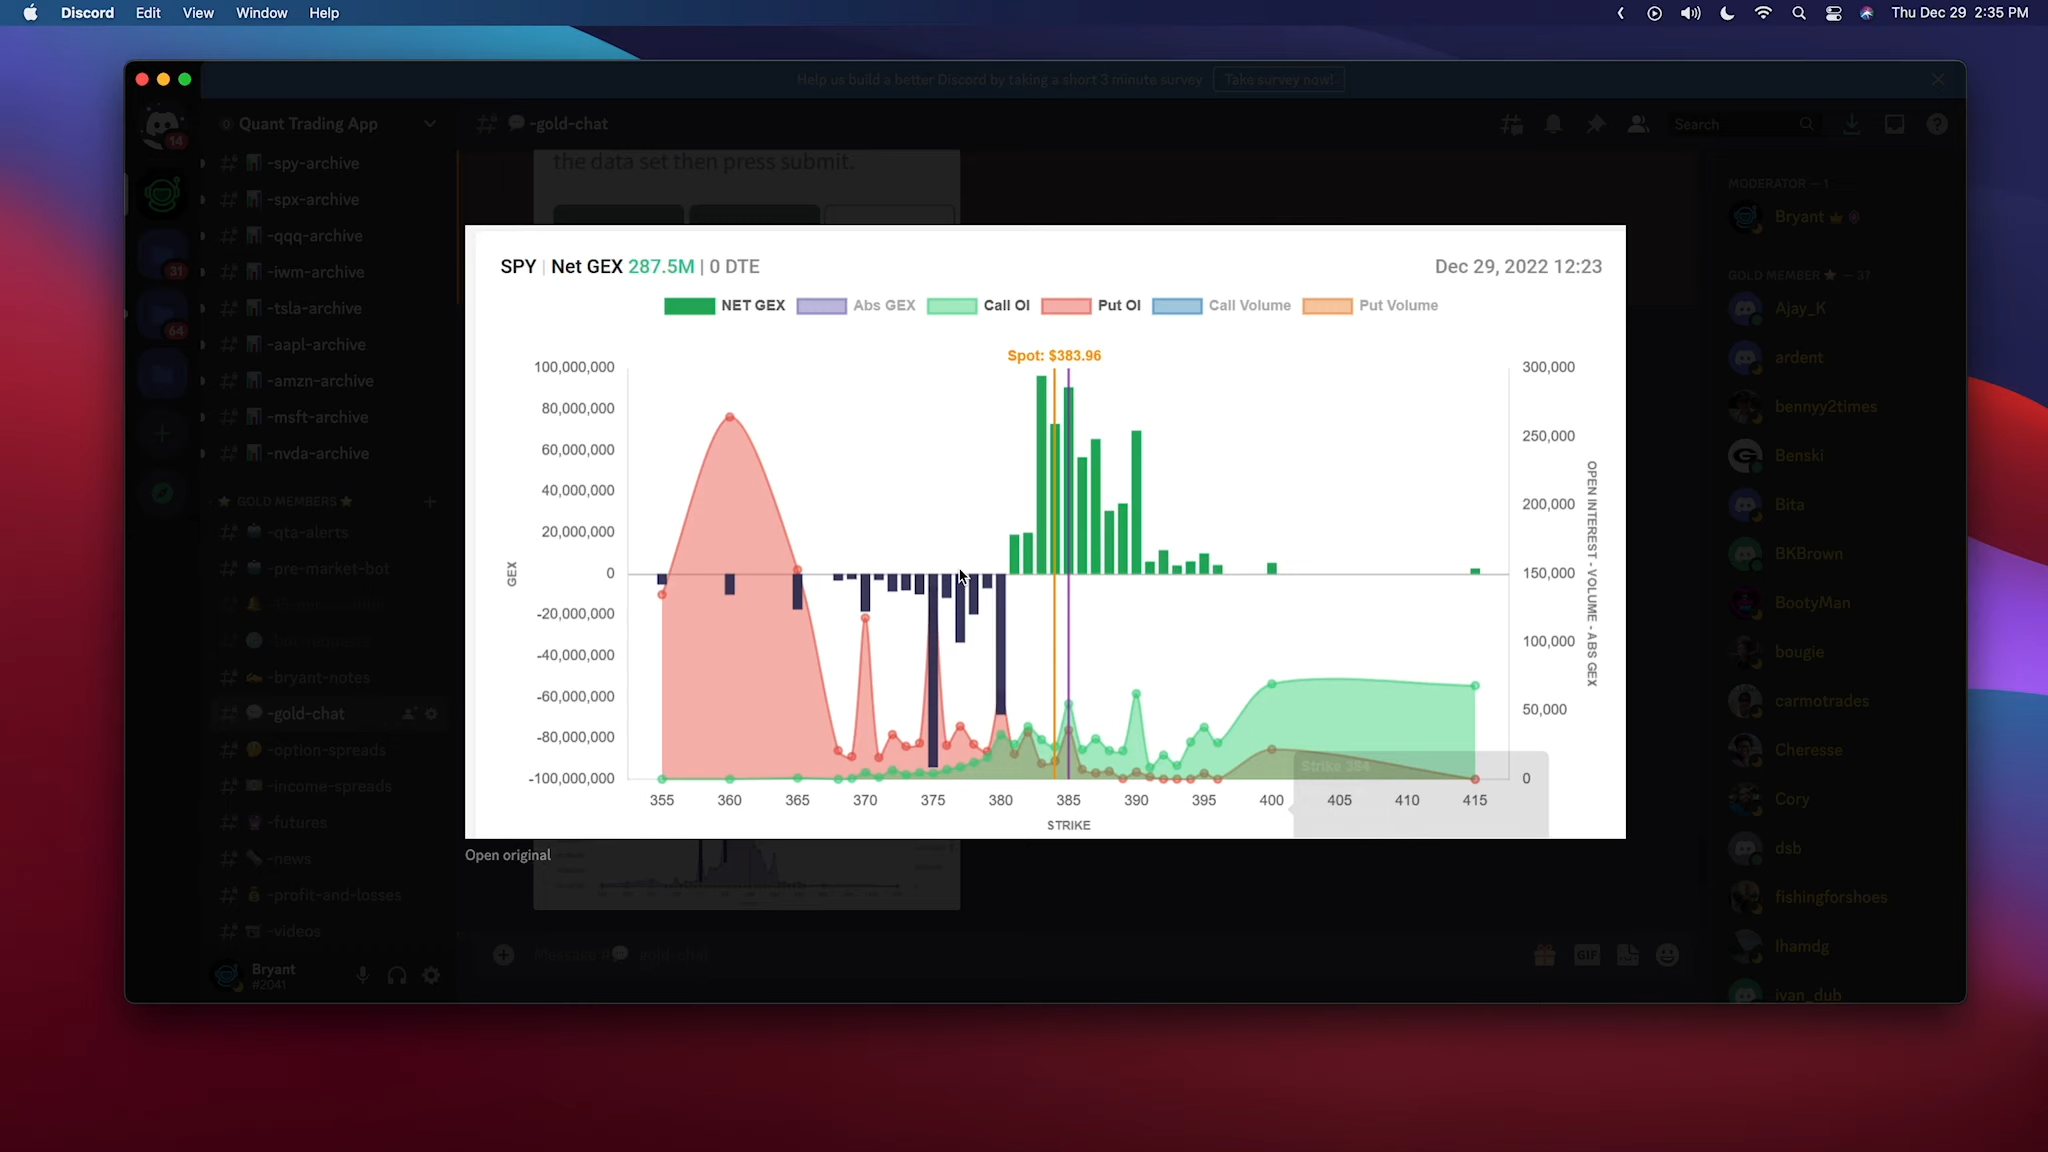 Discord Edit View Window Help
Thu Dec 29 2:35 PM
Help us build a better Discord by taking a short 3 minute survey
Take survey now!
Quant Trading App
-gold-chat
Search
14
31
64
-spy-archive
-spx-archive
-qqq-archive
-iwm-archive
-tsla-archive
-aapl-archive
-amzn-archive
-msft-archive
-nvda-archive
GOLD MEMBERS
-qta-alerts
-pre-market-bot
-bryant-notes
-gold-chat
-option-spreads
-income-spreads
-futures
-news
-profit-and-losses
-videos
Bryant
#2041
the data set then press submit.
SPY | Net GEX 287.5M | 0 DTE
Dec 29, 2022 12:23
NET GEX Abs GEX Call OI Put OI Call Volume Put Volume
Spot: $383.96
100,000,000
80,000,000
60,000,000
40,000,000
20,000,000
0
-20,000,000
-40,000,000
-60,000,000
-80,000,000
-100,000,000
GEX
300,000
250,000
200,000
150,000
100,000
50,000
0
OPEN INTEREST - VOLUME - ABS GEX
355 360 365 370 375 380 385 390 395 400 405 410 415
STRIKE
Strike 364
Open original
Message # gold-chat
GIF
MODERATOR — 1
Bryant
GOLD MEMBER — 37
Ajay_K
ardent
bennyy2times
Benski
Bita
BKBrown
BootyMan
bougie
carmotrades
Cheresse
Cory
dsb
fishingforshoes
lhamdg
ivan_dub